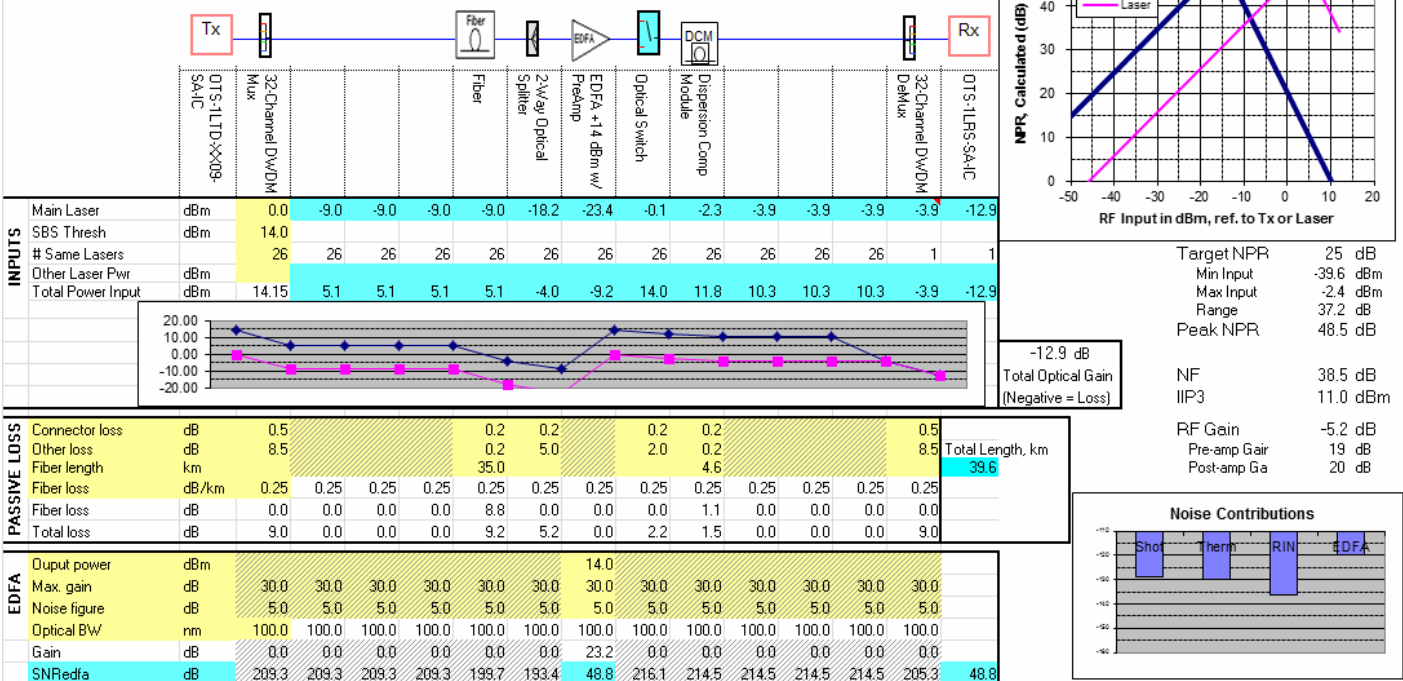 Tx
Fiber
EDFA
DCM
Rx
OTS-1LTD-XX09-SA-IC
32-Channel DWDM Mux
Fiber
2-Way Optical Splitter
EDFA +14 dBm w/ PreAmp
Optical Switch
Dispersion Comp Module
32-Channel DWDM DeMux
OTS-1LRS-SA-IC
INPUTS
Main Laser dBm 0.0 -9.0 -9.0 -9.0 -9.0 -18.2 -23.4 -0.1 -2.3 -3.9 -3.9 -3.9 -3.9 -12.9
SBS Thresh dBm 14.0
# Same Lasers 26 26 26 26 26 26 26 26 26 26 26 26 1 1
Other Laser Pwr dBm
Total Power Input dBm 14.15 5.1 5.1 5.1 5.1 -4.0 -9.2 14.0 11.8 10.3 10.3 10.3 -3.9 -12.9
20.00
10.00
0.00
-10.00
-20.00
-12.9 dB
Total Optical Gain
(Negative = Loss)
PASSIVE LOSS
Connector loss dB 0.5 0.2 0.2 0.2 0.2 0.5
Other loss dB 8.5 0.2 5.0 2.0 0.2 8.5 Total Length, km
Fiber length km 35.0 4.6 39.6
Fiber loss dB/km 0.25 0.25 0.25 0.25 0.25 0.25 0.25 0.25 0.25 0.25 0.25 0.25 0.25
Fiber loss dB 0.0 0.0 0.0 0.0 8.8 0.0 0.0 0.0 1.1 0.0 0.0 0.0 0.0
Total loss dB 9.0 0.0 0.0 0.0 9.2 5.2 0.0 2.2 1.5 0.0 0.0 0.0 9.0
EDFA
Ouput power dBm 14.0
Max. gain dB 30.0 30.0 30.0 30.0 30.0 30.0 30.0 30.0 30.0 30.0 30.0 30.0 30.0
Noise figure dB 5.0 5.0 5.0 5.0 5.0 5.0 5.0 5.0 5.0 5.0 5.0 5.0 5.0
Optical BW nm 100.0 100.0 100.0 100.0 100.0 100.0 100.0 100.0 100.0 100.0 100.0 100.0 100.0
Gain dB 0.0 0.0 0.0 0.0 0.0 0.0 23.2 0.0 0.0 0.0 0.0 0.0 0.0
SNRedfa dB 209.3 209.3 209.3 209.3 199.7 193.4 48.8 216.1 214.5 214.5 214.5 214.5 205.3 48.8
NPR, Calculated (dB)
Laser
40
30
20
10
0
-50 -40 -30 -20 -10 0 10 20
RF Input in dBm, ref. to Tx or Laser
Target NPR 25 dB
Min Input -39.6 dBm
Max Input -2.4 dBm
Range 37.2 dB
Peak NPR 48.5 dB
NF 38.5 dB
IIP3 11.0 dBm
RF Gain -5.2 dB
Pre-amp Gair 19 dB
Post-amp Ga 20 dB
Noise Contributions
Shot Therm RIN EDFA
-110
-120
-130
-140
-150
-160